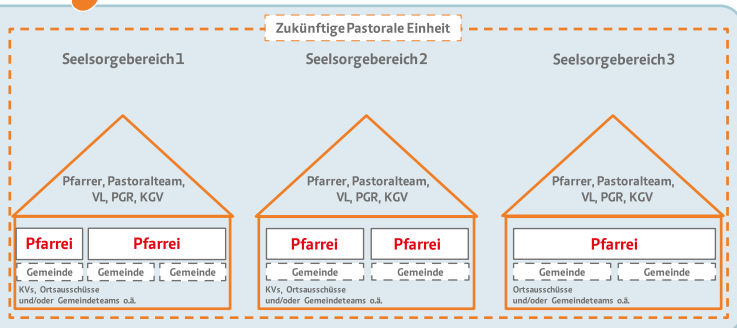 Zukünftige Pastorale Einheit
Seelsorgebereich 1
Seelsorgebereich 2
Seelsorgebereich 3
Pfarrer, Pastoralteam,
VL, PGR, KGV
Pfarrer, Pastoralteam,
VL, PGR, KGV
Pfarrer, Pastoralteam,
VL, PGR, KGV
Pfarrei
Pfarrei
Pfarrei
Pfarrei
Pfarrei
Gemeinde
Gemeinde
Gemeinde
Gemeinde
Gemeinde
Gemeinde
Gemeinde
KVs, Ortsausschüsse
und/oder Gemeindeteams o.ä.
KVs, Ortsausschüsse
und/oder Gemeindeteams o.ä.
Ortsausschüsse
und/oder Gemeindeteams o.ä.